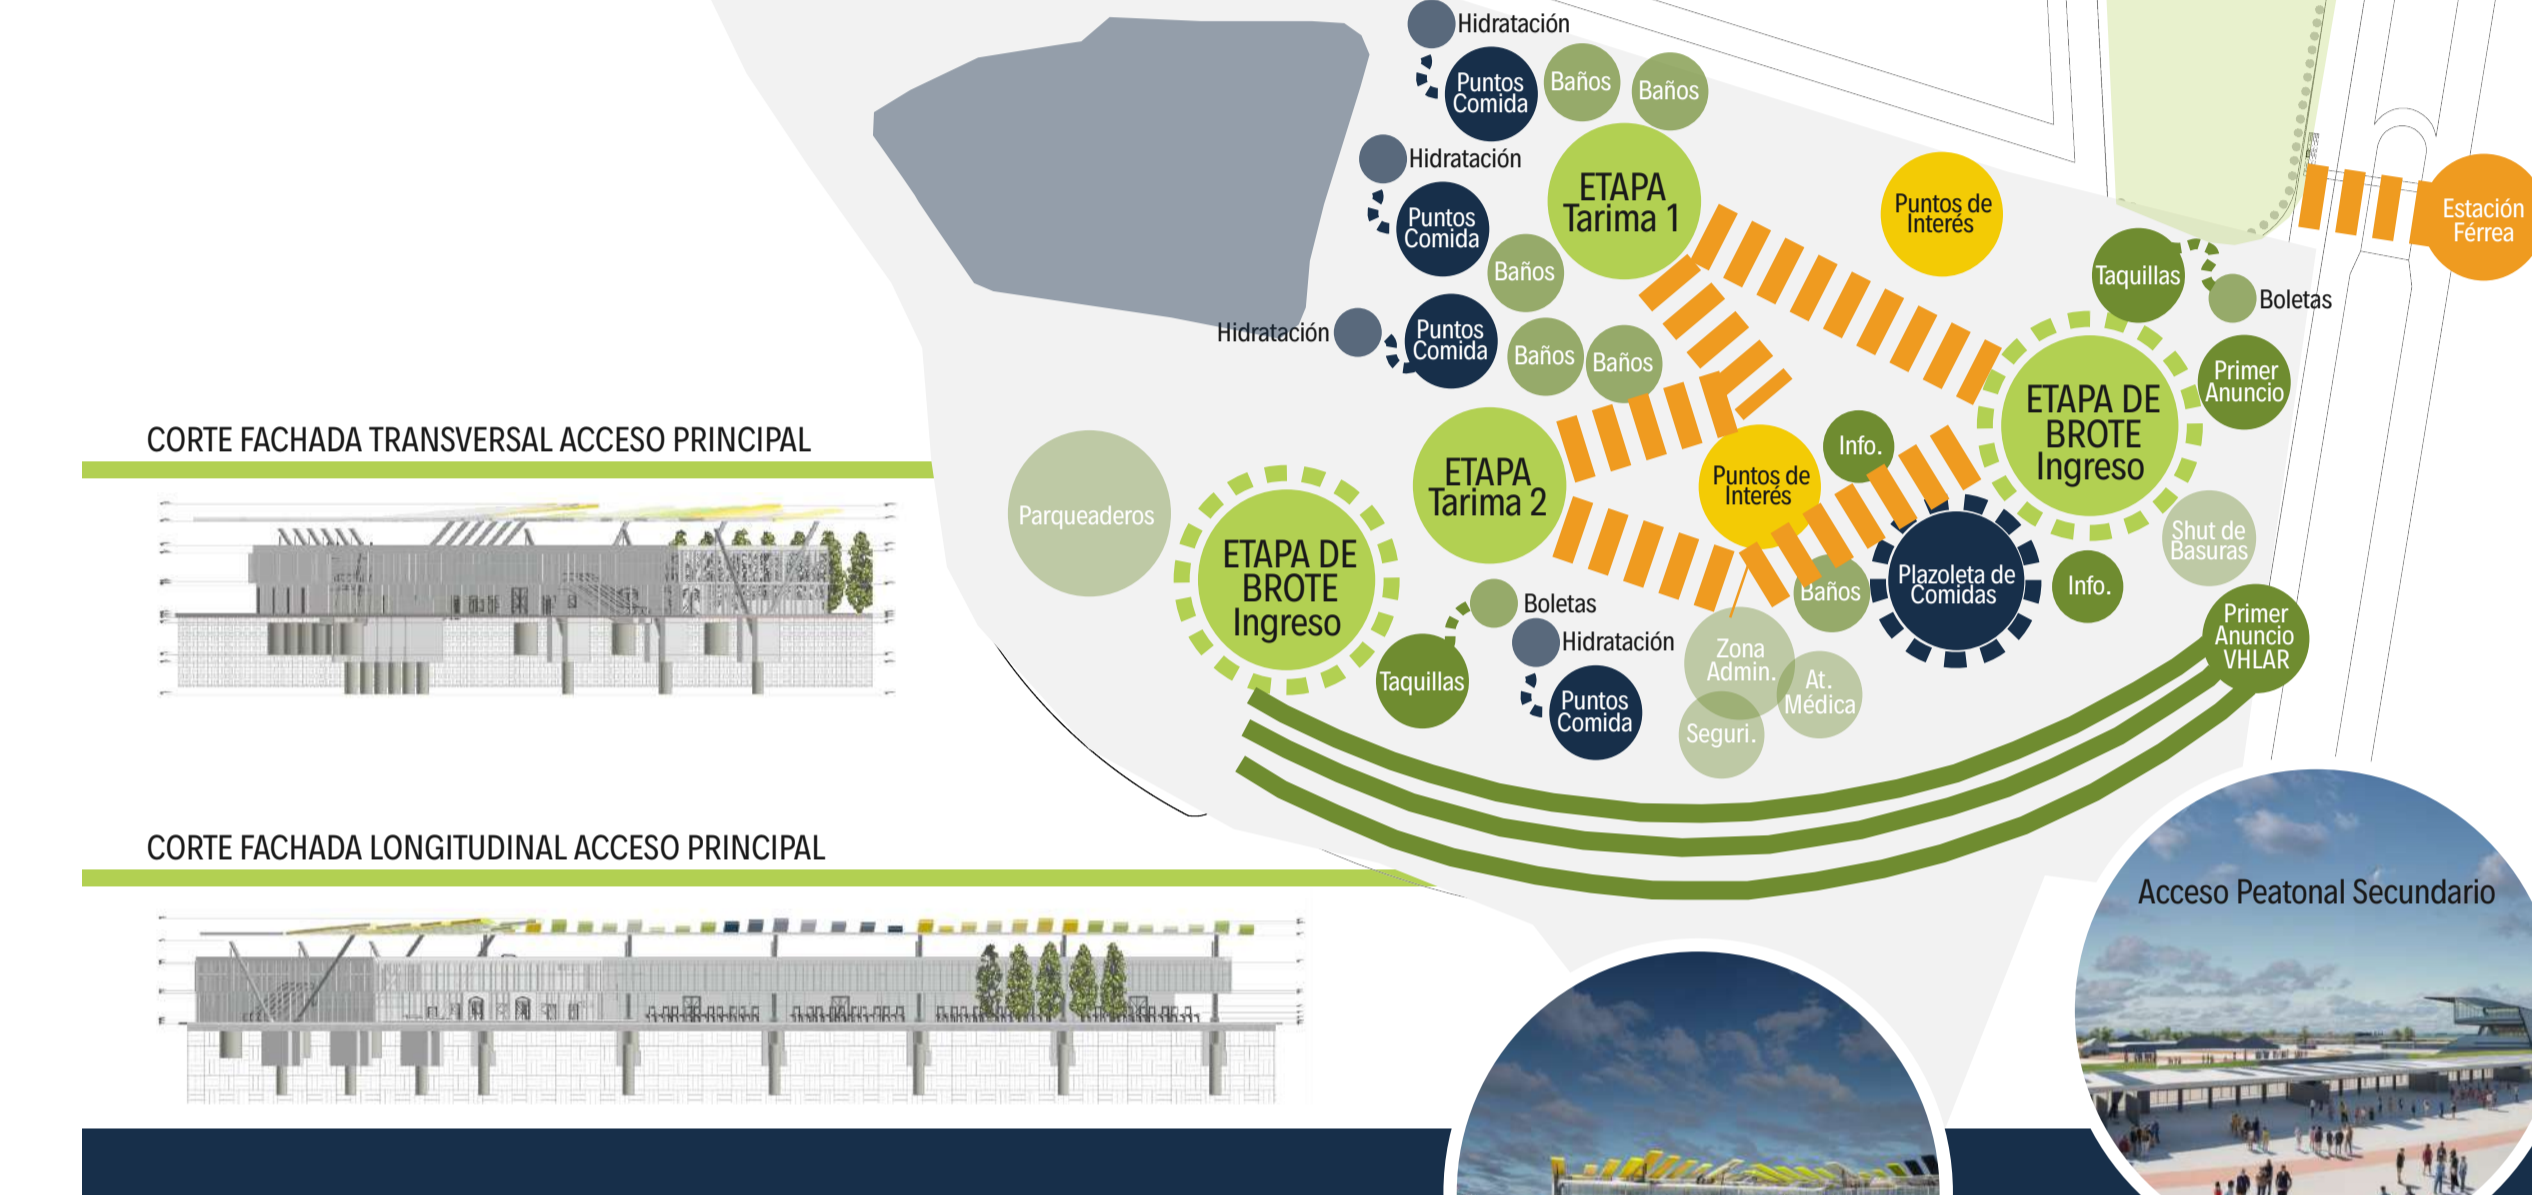 Hidratación
Puntos
Comida
Baños
Baños
Hidratación
Puntos
Comida
ETAPA
Tarima 1
Puntos de
Interés
Estación
Férrea
Baños
Taquillas
Boletas
Hidratación
Puntos
Comida
Baños
Baños
Primer
Anuncio
ETAPA DE
BROTE
Ingreso
Info.
CORTE FACHADA TRANSVERSAL ACCESO PRINCIPAL
Parqueaderos
ETAPA
Tarima 2
Puntos de
Interés
Shut de
Basuras
ETAPA DE
BROTE
Ingreso
Plazoleta de
Comidas
Info.
Baños
Boletas
Hidratación
Primer
Anuncio
VHLAR
Zona
Admin.
At.
Médica
Taquillas
Puntos
Comida
Seguri.
CORTE FACHADA LONGITUDINAL ACCESO PRINCIPAL
Acceso Peatonal Secundario